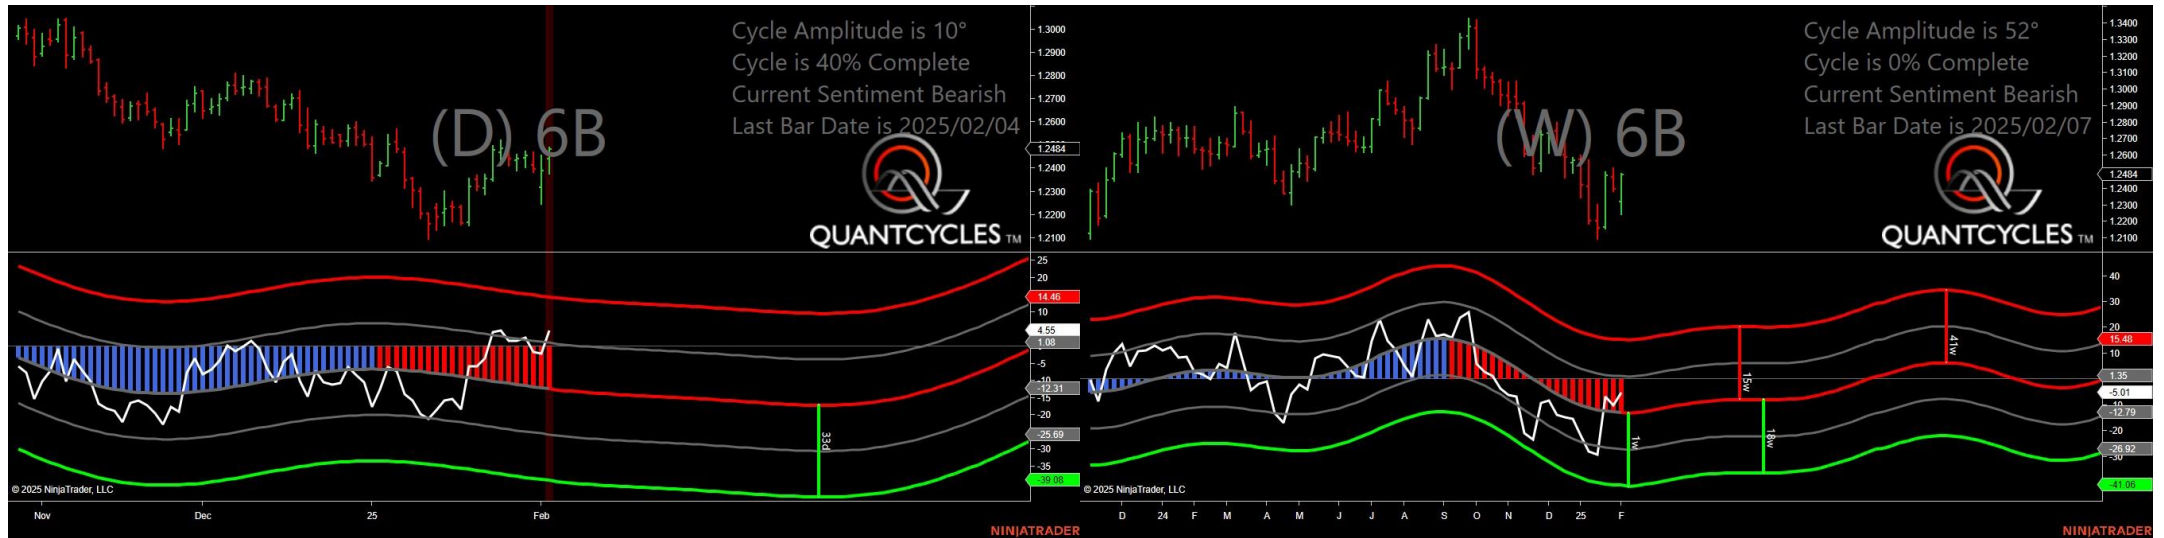 Cycle Amplitude is 10°
Cycle is 40% Complete
Current Sentiment Bearish
Last Bar Date is 2025/02/04
(D) 6B
QUANTCYCLES TM
1.3000
1.2900
1.2800
1.2700
1.2600
1.2484
1.2400
1.2300
1.2200
1.2100
25
20
14.46
10
4.55
1.08
-5
-10
-12.31
-15
-20
-25.69
-30
-35
-39.08
33d
© 2025 NinjaTrader, LLC
Nov Dec 25 Feb
NINJATRADER
Cycle Amplitude is 52°
Cycle is 0% Complete
Current Sentiment Bearish
Last Bar Date is 2025/02/07
(W) 6B
QUANTCYCLES TM
1.3400
1.3300
1.3200
1.3100
1.3000
1.2900
1.2800
1.2700
1.2600
1.2484
1.2400
1.2300
1.2200
1.2100
40
30
20
15.48
10
1.35
-5.01
-12.79
-20
-26.92
-30
-41.06
1w
15w
18w
41w
© 2025 NinjaTrader, LLC
D 24 F M A M J J A S O N D 25 F
NINJATRADER